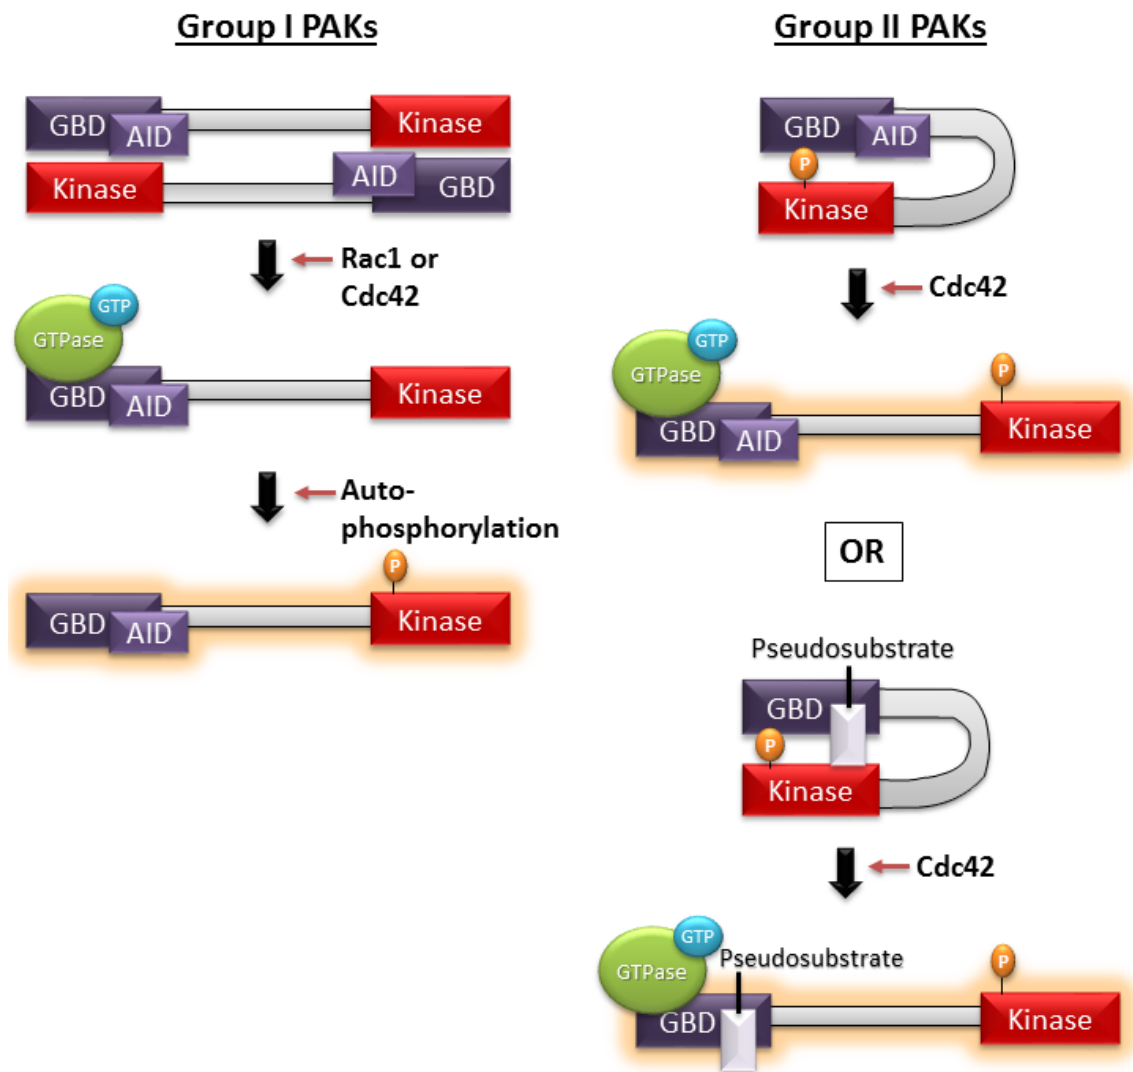 Group I PAKs
GBD
AID
Kinase
Kinase
AID
GBD
Rac1 or
Cdc42
GTP
GTPase
GBD
AID
Kinase
Auto-
phosphorylation
P
GBD
AID
Kinase
Group II PAKs
GBD
AID
P
Kinase
Cdc42
GTP
GTPase
GBD
AID
P
Kinase
OR
Pseudosubstrate
GBD
P
Kinase
Cdc42
GTP
GTPase
Pseudosubstrate
GBD
P
Kinase